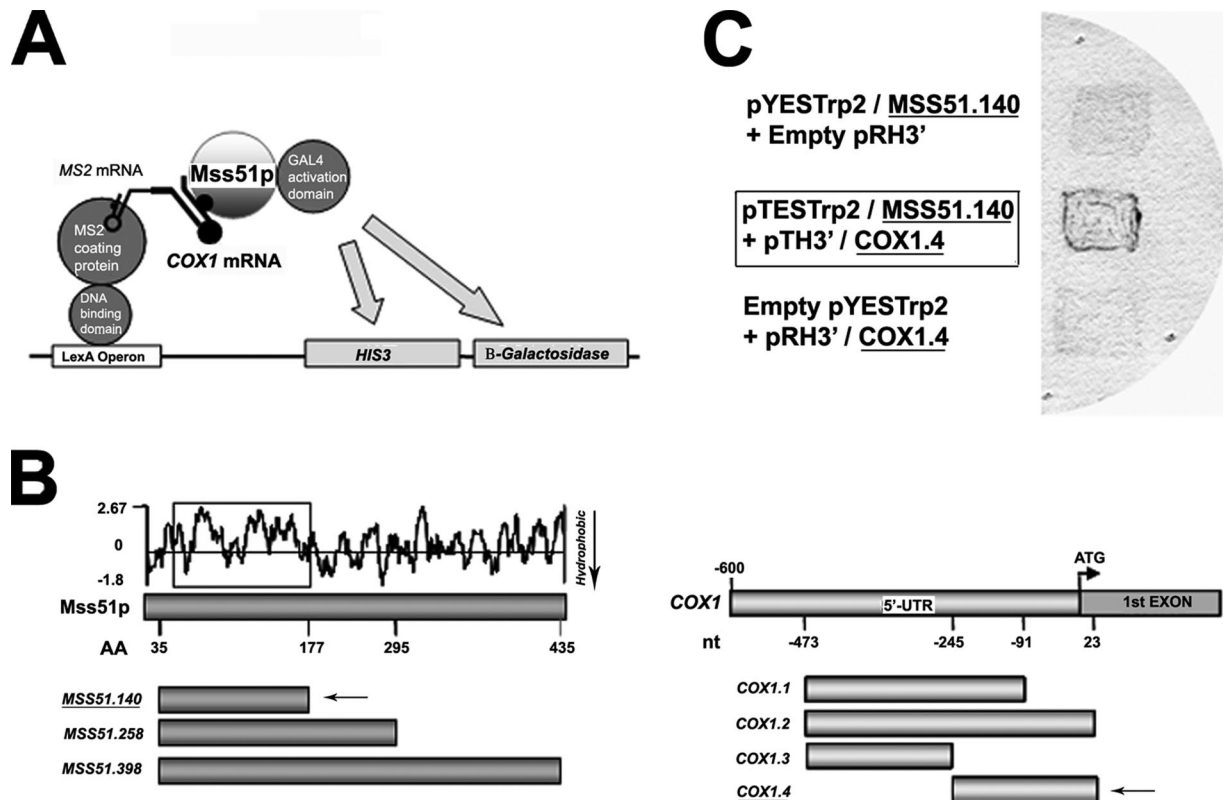 A
MS2 mRNA
Mss51p
GAL4
activation
domain
MS2
coating
protein
COX1 mRNA
DNA
binding
domain
LexA Operon
HIS3
B-Galactosidase
C
pYESTrp2 / MSS51.140
+ Empty pRH3'
pTESTrp2 / MSS51.140
+ pTH3' / COX1.4
Empty pYESTrp2
+ pRH3' / COX1.4
B
2.67
0
-1.8
Hydrophobic
Mss51p
AA
35 177 295 435
MSS51.140
MSS51.258
MSS51.398
-600
ATG
COX1
5'-UTR
1st EXON
nt
-473 -245 -91 23
COX1.1
COX1.2
COX1.3
COX1.4